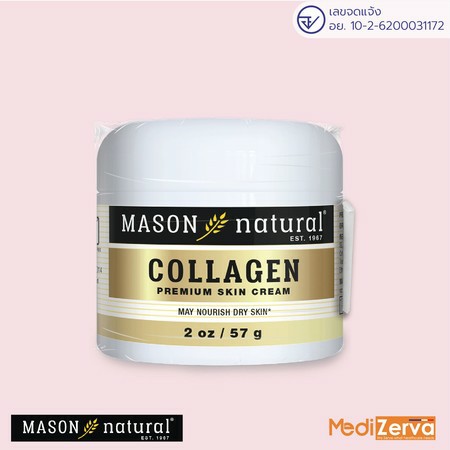 เลขจดแจ้ง
อย. 10-2-6200031172
MASON natural®
EST. 1967
COLLAGEN
PREMIUM SKIN CREAM
MAY NOURISH DRY SKIN*
2 oz / 57 g
MASON natural®
EST. 1967
MediZerva